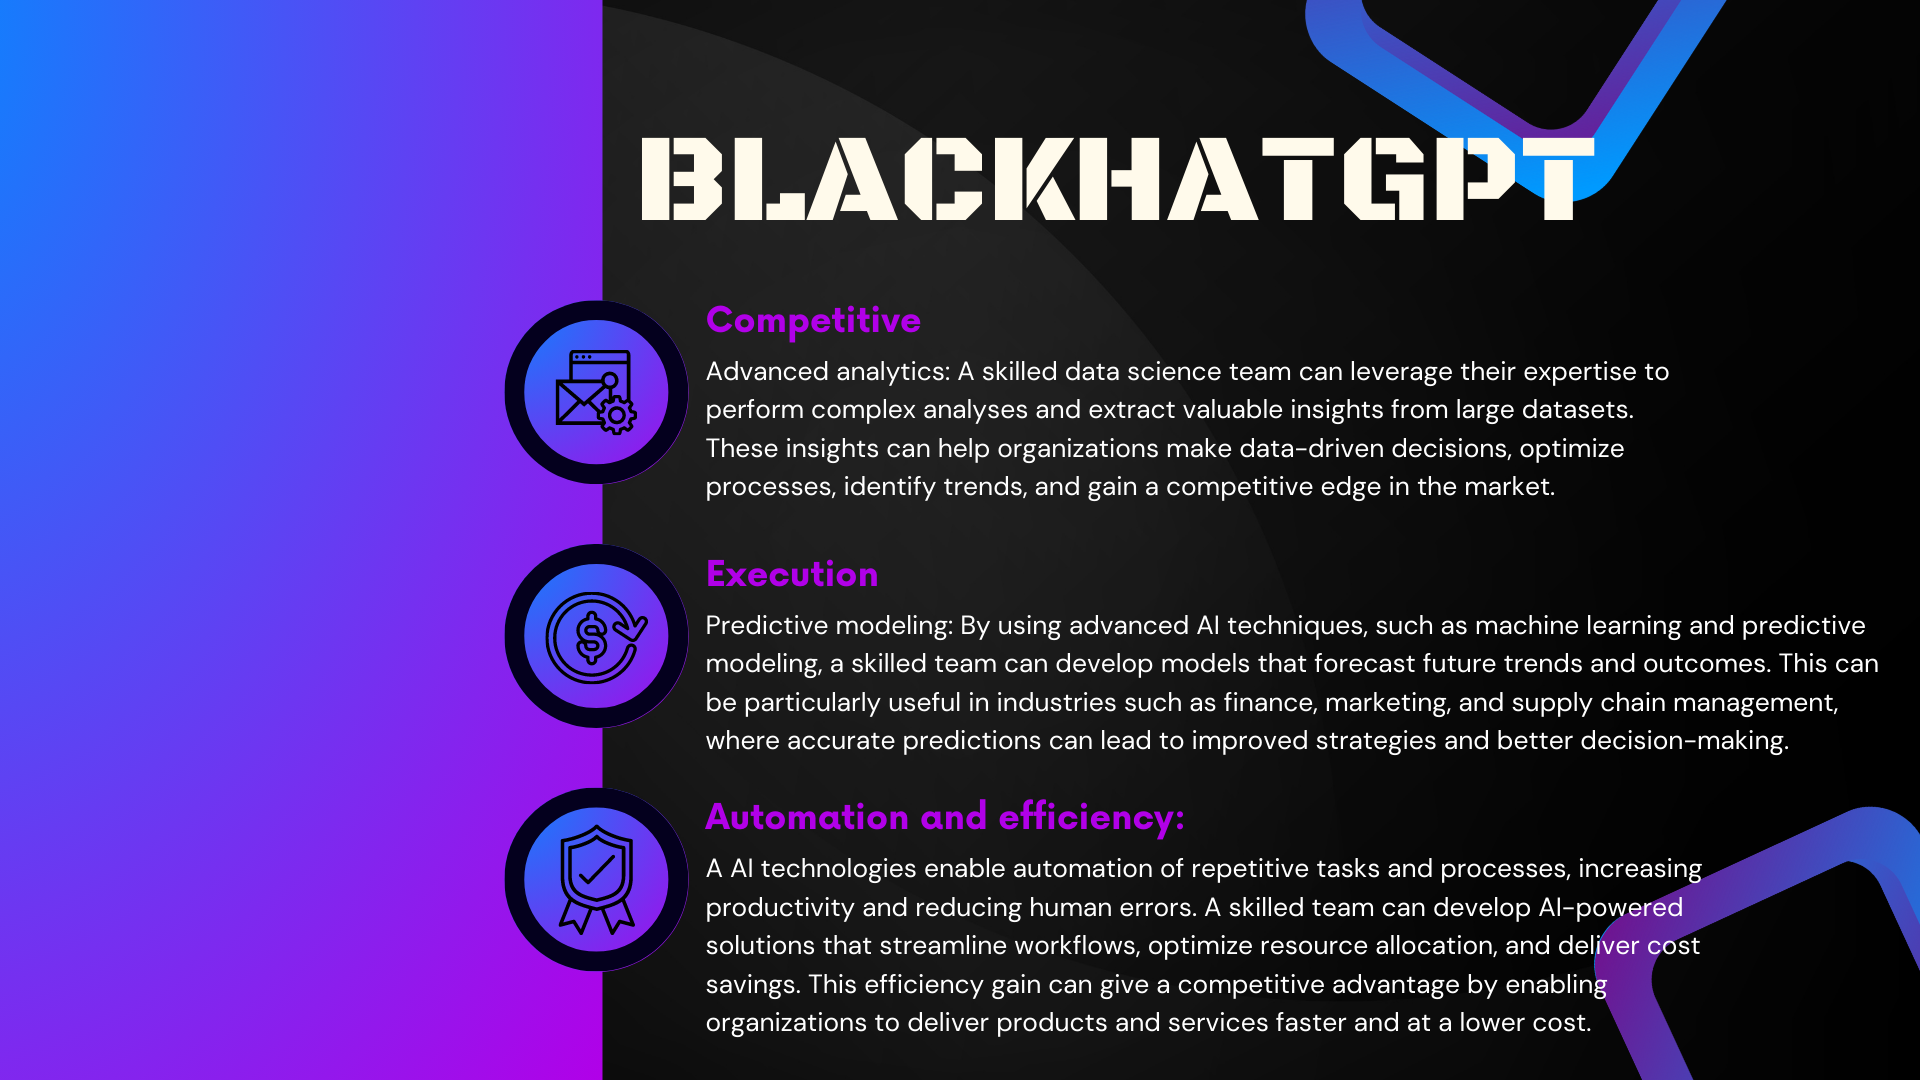 BLACKHATGPT
Competitive
Advanced analytics: A skilled data science team can leverage their expertise to
perform complex analyses and extract valuable insights from large datasets.
These insights can help organizations make data-driven decisions, optimize
processes, identify trends, and gain a competitive edge in the market.
Execution
Predictive modeling: By using advanced AI techniques, such as machine learning and predictive
modeling, a skilled team can develop models that forecast future trends and outcomes. This can
be particularly useful in industries such as finance, marketing, and supply chain management,
where accurate predictions can lead to improved strategies and better decision-making.
Automation and efficiency:
A AI technologies enable automation of repetitive tasks and processes, increasing
productivity and reducing human errors. A skilled team can develop AI-powered
solutions that streamline workflows, optimize resource allocation, and deliver cost
savings. This efficiency gain can give a competitive advantage by enabling
organizations to deliver products and services faster and at a lower cost.